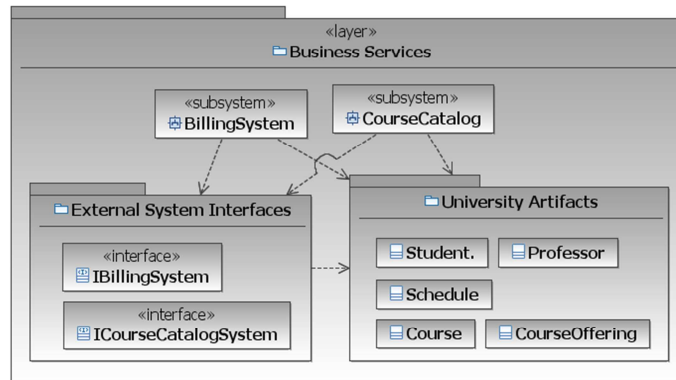 «layer»
Business Services
«subsystem»
BillingSystem
«subsystem»
CourseCatalog
External System Interfaces
«interface»
IBillingSystem
«interface»
ICourseCatalogSystem
University Artifacts
Student.
Professor
Schedule
Course
CourseOffering